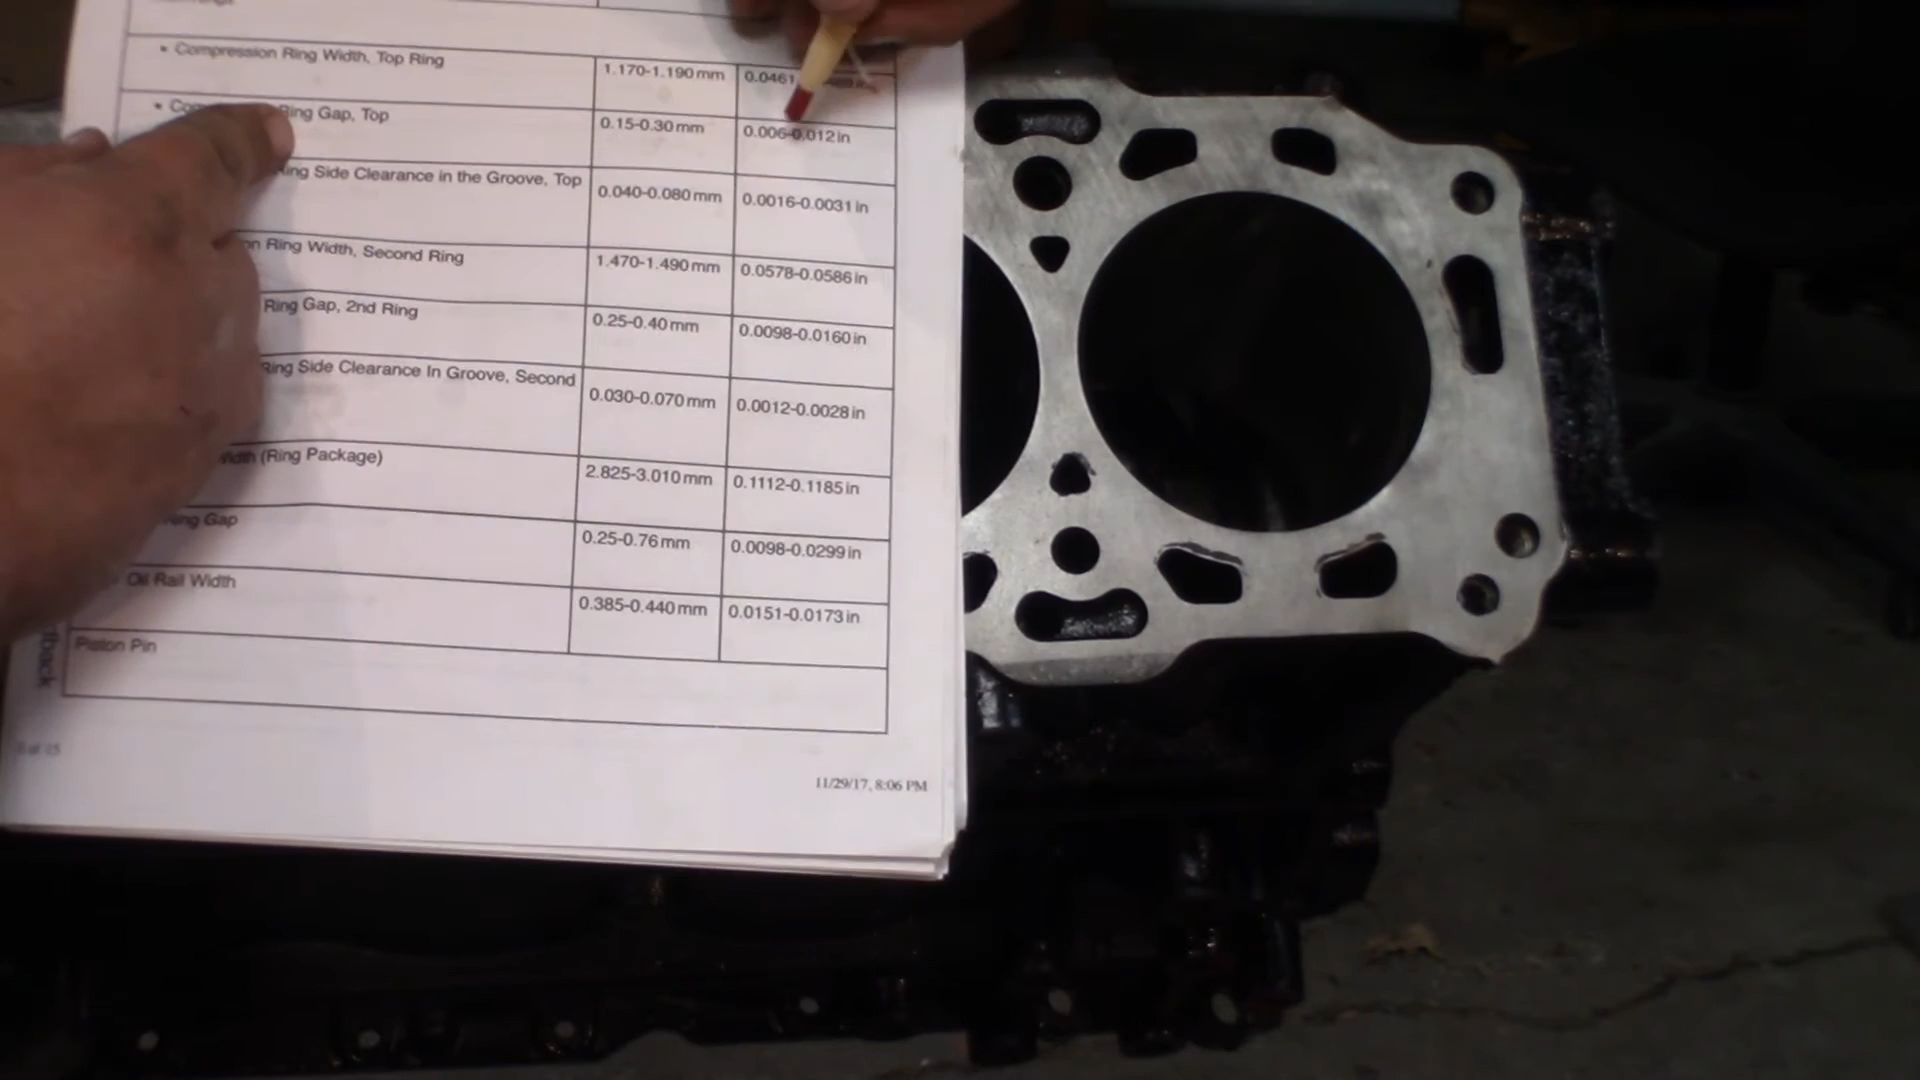 • Compression Ring Width, Top Ring 1.170-1.190 mm 0.0461
• Ring Gap, Top 0.15-0.30 mm 0.006-0.012 in
Ring Side Clearance in the Groove, Top 0.040-0.080 mm 0.0016-0.0031 in
Ring Width, Second Ring 1.470-1.490 mm 0.0578-0.0586 in
Ring Gap, 2nd Ring 0.25-0.40 mm 0.0098-0.0160 in
Ring Side Clearance In Groove, Second 0.030-0.070 mm 0.0012-0.0028 in
(Ring Package) 2.825-3.010 mm 0.1112-0.1185 in
Gap 0.25-0.76 mm 0.0098-0.0299 in
Oil Rail Width 0.385-0.440 mm 0.0151-0.0173 in
Piston Pin
11/29/17, 8:06 PM